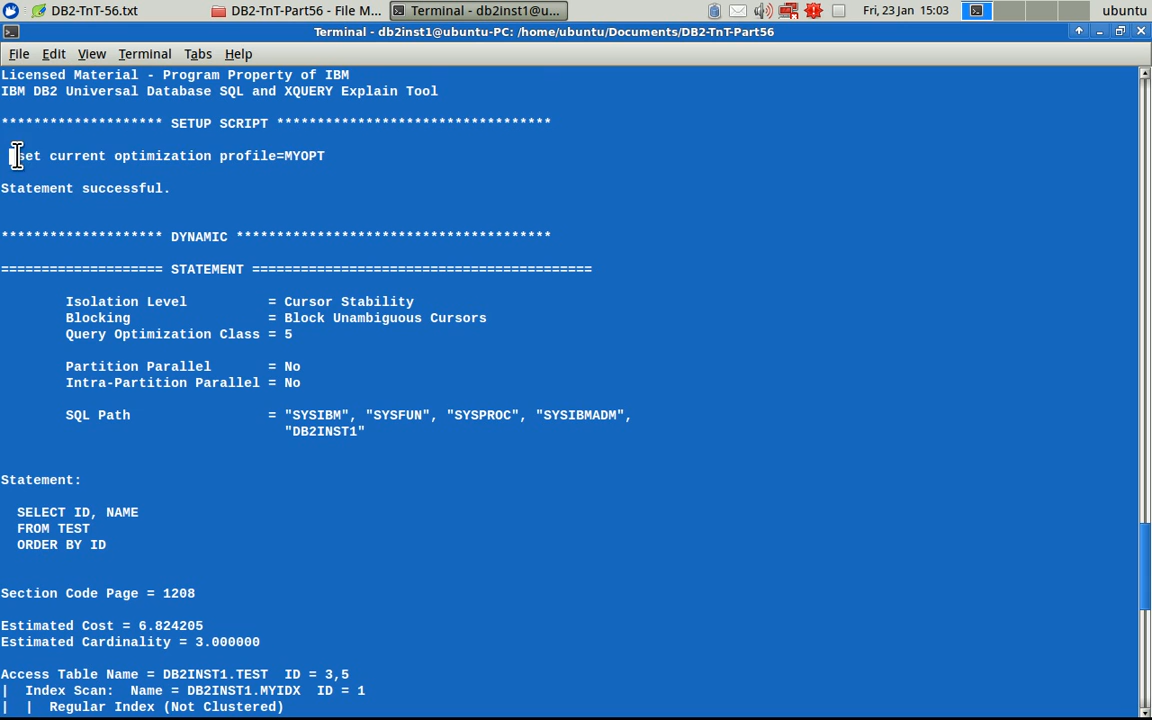 DB2-TnT-56.txt
DB2-TnT-Part56 - File M...
Terminal - db2inst1@u...
Fri, 23 Jan 15:03
ubuntu
Terminal - db2inst1@ubuntu-PC: /home/ubuntu/Documents/DB2-TnT-Part56
File Edit View Terminal Tabs Help
Licensed Material - Program Property of IBM
IBM DB2 Universal Database SQL and XQUERY Explain Tool
******************** SETUP SCRIPT **********************************
set current optimization profile=MYOPT
Statement successful.
******************** DYNAMIC ***************************************
==================== STATEMENT ==========================================
Isolation Level = Cursor Stability
Blocking = Block Unambiguous Cursors
Query Optimization Class = 5
Partition Parallel = No
Intra-Partition Parallel = No
SQL Path = "SYSIBM", "SYSFUN", "SYSPROC", "SYSIBMADM",
"DB2INST1"
Statement:
SELECT ID, NAME
FROM TEST
ORDER BY ID
Section Code Page = 1208
Estimated Cost = 6.824205
Estimated Cardinality = 3.000000
Access Table Name = DB2INST1.TEST ID = 3,5
| Index Scan: Name = DB2INST1.MYIDX ID = 1
| | Regular Index (Not Clustered)